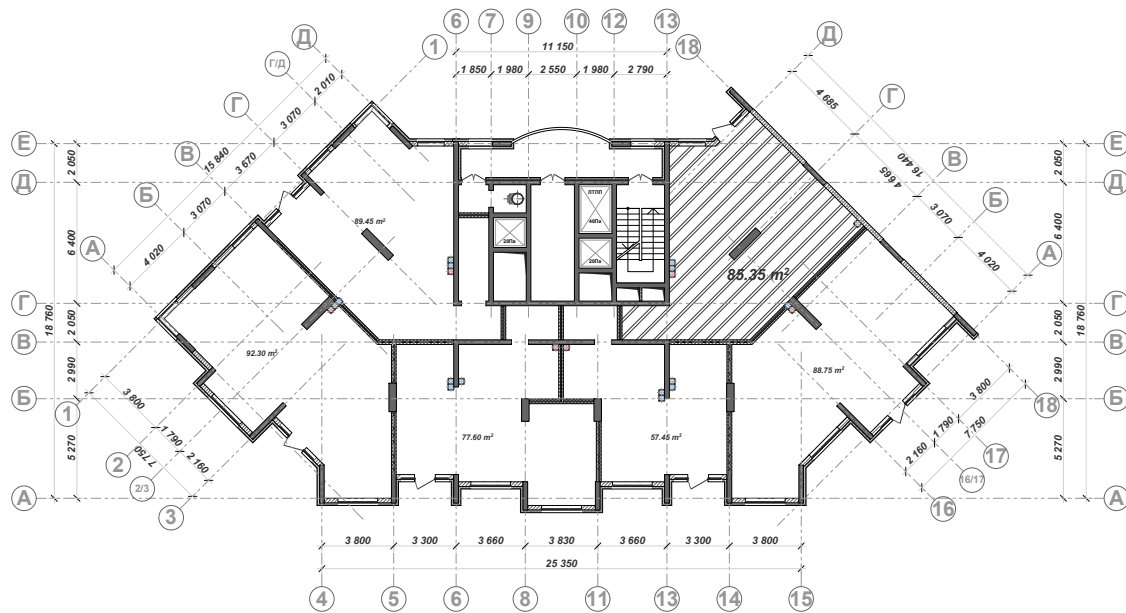 6
7
9
10
12
13
11 150
1 850
1 980
2 550
1 980
2 790
Д
1
18
Д
Г/Д
2 010
3 070
3 670
15 840
3 070
4 020
Г
В
Б
А
4 685
16 440
4 665
3 070
4 020
Г
В
Б
А
Е
Д
Г
В
Б
А
2 050
6 400
2 050
2 990
5 270
18 760
Е
Д
Г
В
Б
А
2 050
6 400
2 050
2 990
5 270
18 760
ПТПП
40Па
20Па
20Па
89.45 m²
85.35 m²
92.30 m²
88.75 m²
77.60 m²
57.45 m²
1
2
2/3
3
3 800
1 790
2 160
7 750
3 800
1 790
2 160
7 750
18
17
16/17
16
3 800
3 300
3 660
3 830
3 660
3 300
3 800
25 350
4
5
6
8
11
13
14
15